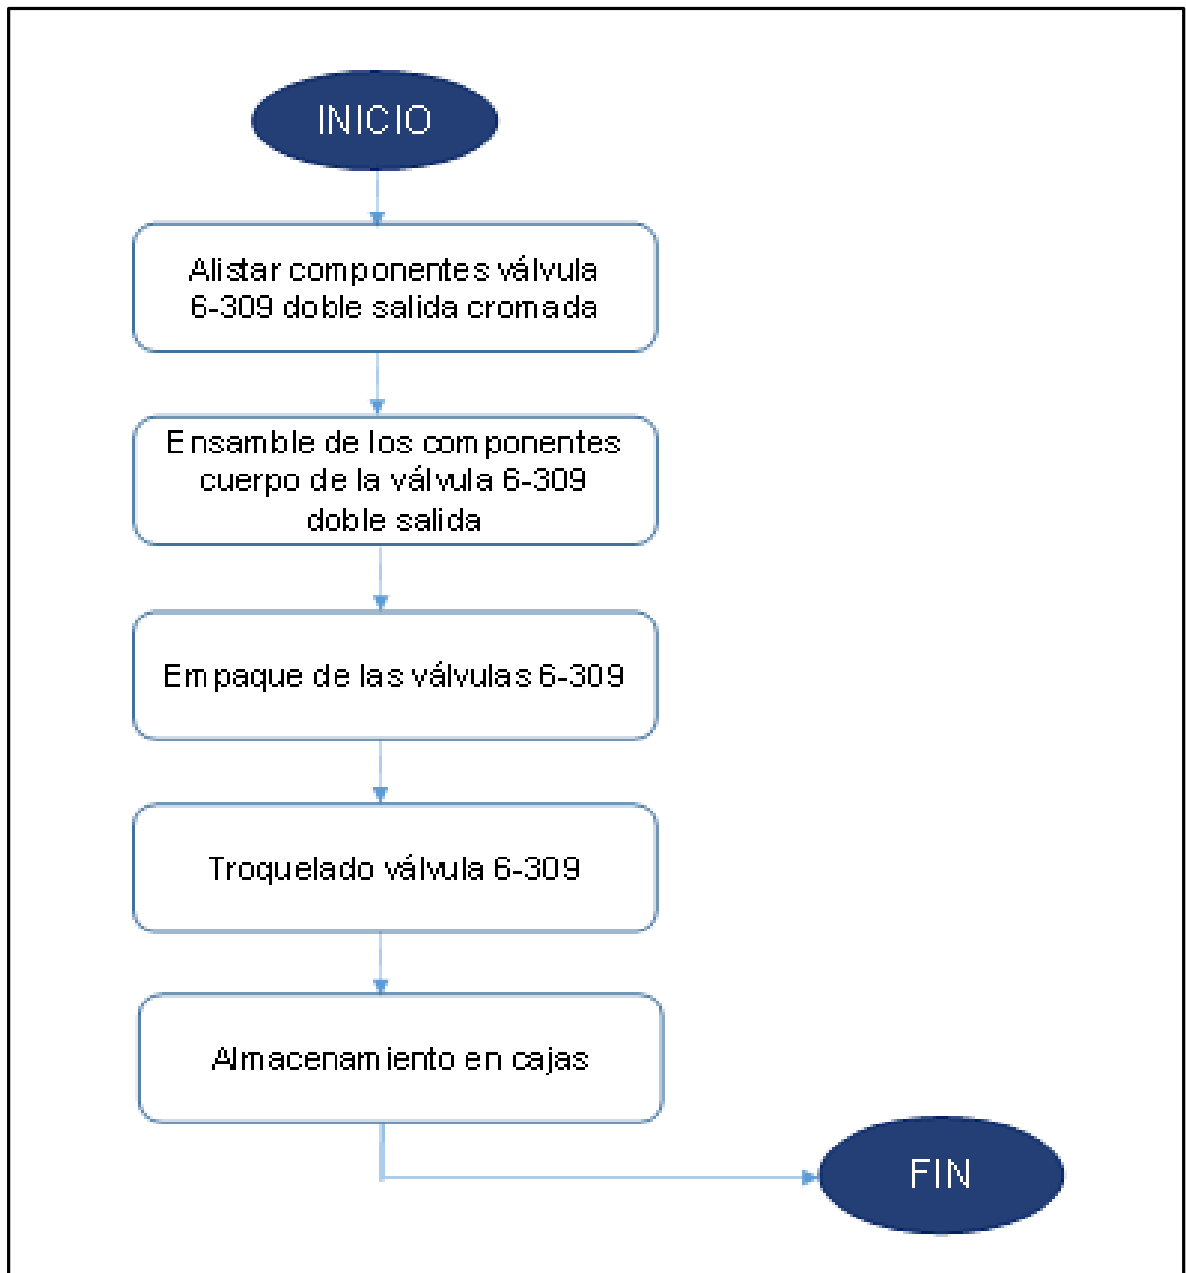 INICIO
Alistar componentes válvula
6-309 doble salida cromada
Ensamble de los componentes
cuerpo de la válvula 6-309
doble salida
Empaque de las válvulas 6-309
Troquelado válvula 6-309
Almacenamiento en cajas
FIN